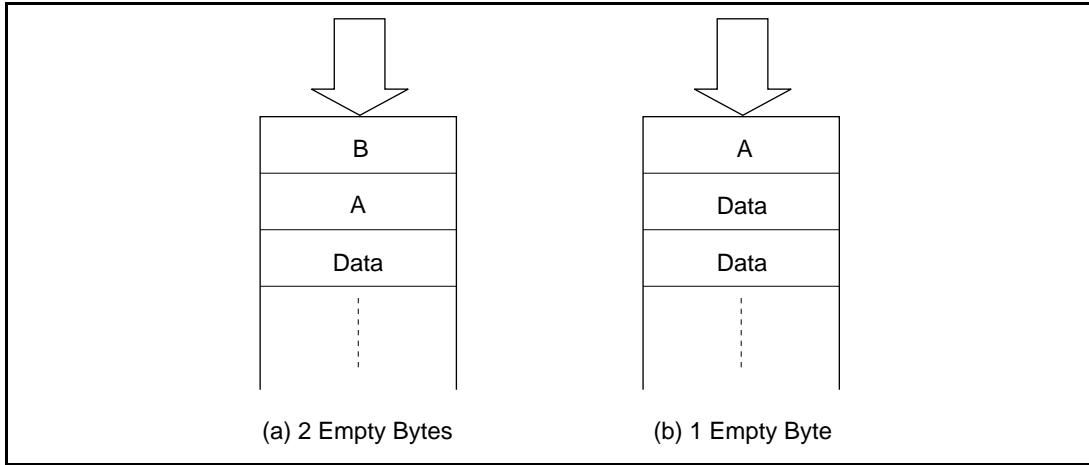 B
A
A
Data
Data
Data
(a) 2 Empty Bytes
(b) 1 Empty Byte